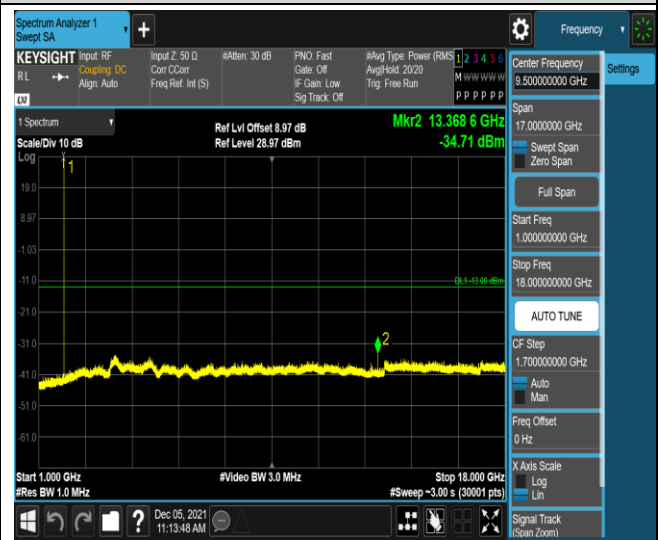 Spectrum Analyzer 1
Swept SA
Frequency
KEYSIGHT
RL
LXI
Input: RF
Coupling: DC
Align: Auto
Input Z: 50 Ω
Corr CCorr
Freq Ref: Int (S)
#Atten: 30 dB
PNO: Fast
Gate: Off
IF Gain: Low
Sig Track: Off
#Avg Type: Power (RMS
Avg|Hold: 20/20
Trig: Free Run
1 2 3 4 5 6
M W W W W W
P P P P P P
Center Frequency
9.500000000 GHz
Settings
Span
17.0000000 GHz
Swept Span
Zero Span
Full Span
Start Freq
1.000000000 GHz
Stop Freq
18.000000000 GHz
AUTO TUNE
CF Step
1.700000000 GHz
Auto
Man
Freq Offset
0 Hz
X Axis Scale
Log
Lin
Signal Track
(Span Zoom)
1 Spectrum
Scale/Div 10 dB
Log
Ref Lvl Offset 8.97 dB
Ref Level 28.97 dBm
Mkr2 13.368 6 GHz
-34.71 dBm
1
19.0
8.97
-1.03
-11.0
DL1 -13.00 dBm
-21.0
-31.0
2
-41.0
-51.0
-61.0
Start 1.000 GHz
#Video BW 3.0 MHz
Stop 18.000 GHz
#Res BW 1.0 MHz
#Sweep ~3.00 s (30001 pts)
?
Dec 05, 2021
11:13:48 AM